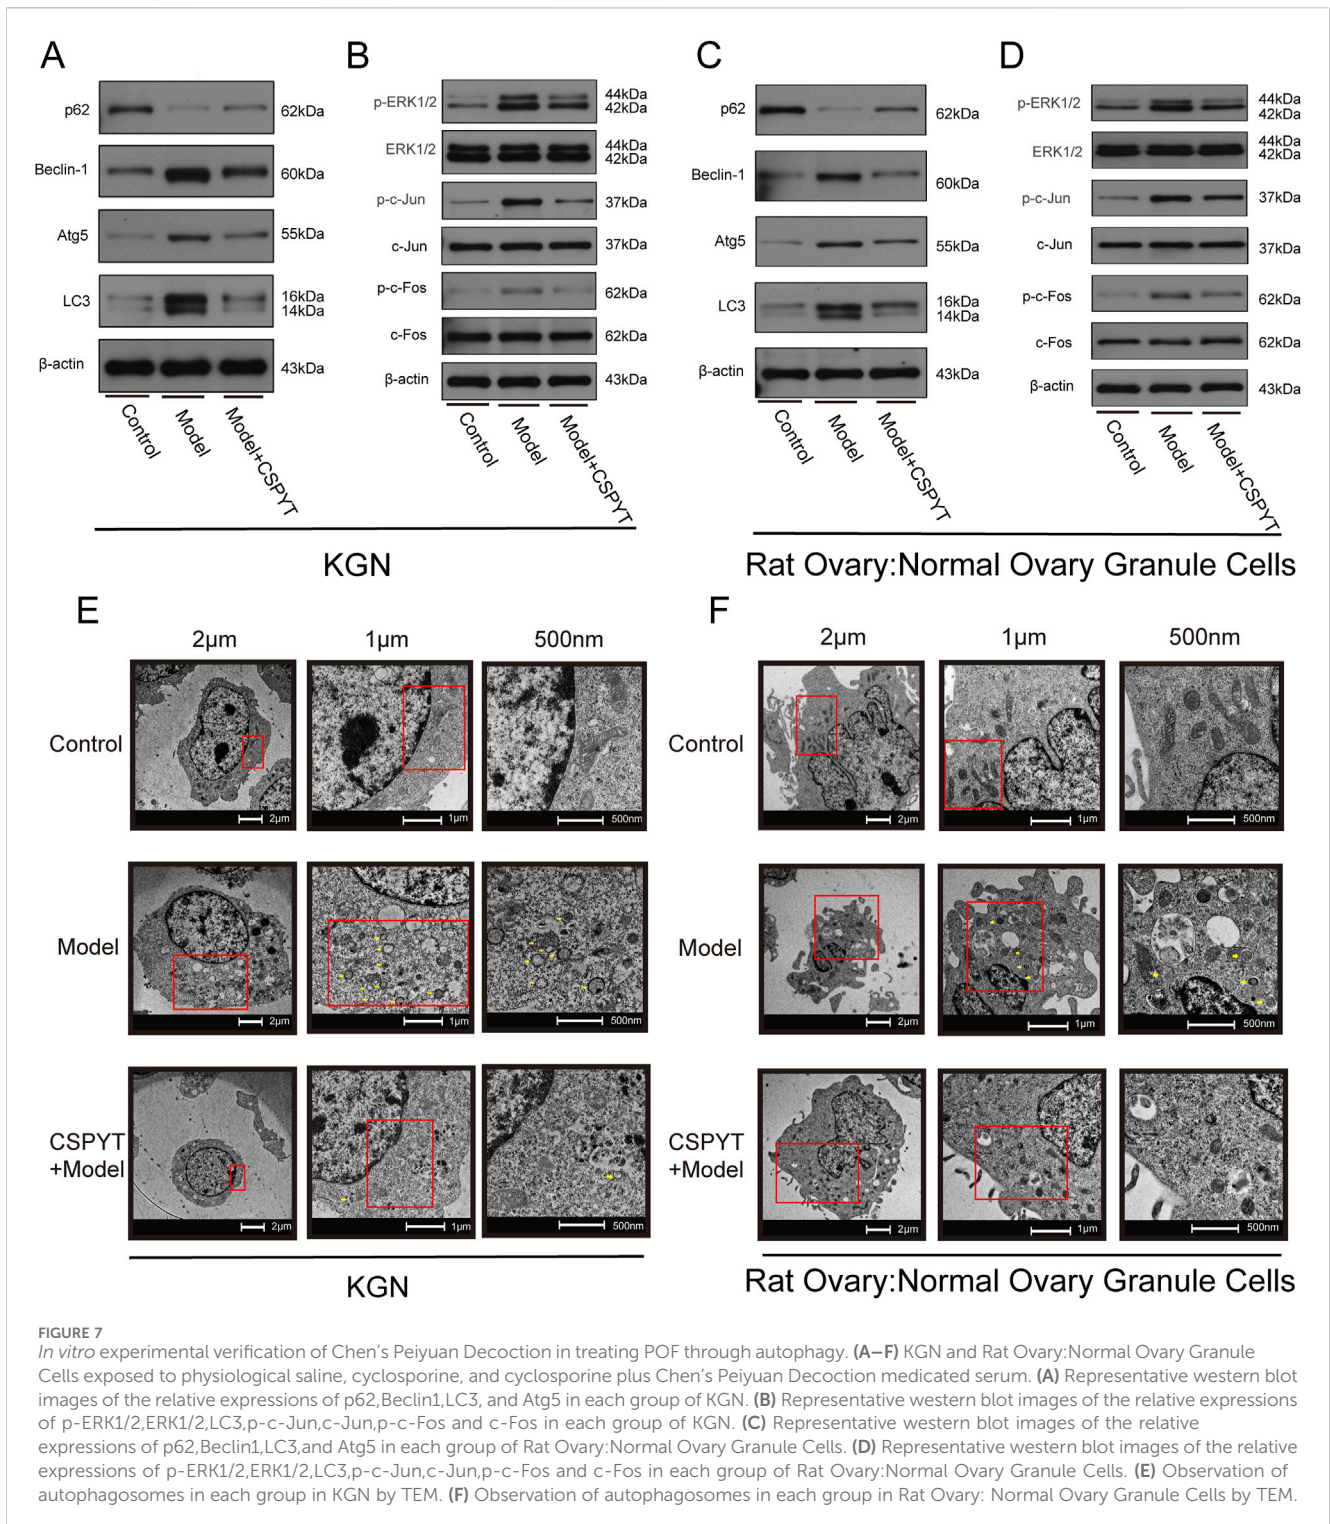 A
p62
62kDa
Beclin-1
60kDa
Atg5
55kDa
LC3
16kDa
14kDa
β-actin
43kDa
Control
Model
Model+CSPYT
B
p-ERK1/2
44kDa
42kDa
ERK1/2
44kDa
42kDa
p-c-Jun
37kDa
c-Jun
37kDa
p-c-Fos
62kDa
c-Fos
62kDa
β-actin
43kDa
Control
Model
Model+CSPYT
KGN
C
p62
62kDa
Beclin-1
60kDa
Atg5
55kDa
LC3
16kDa
14kDa
β-actin
43kDa
Control
Model
Model+CSPYT
D
p-ERK1/2
44kDa
42kDa
ERK1/2
44kDa
42kDa
p-c-Jun
37kDa
c-Jun
37kDa
p-c-Fos
62kDa
c-Fos
62kDa
β-actin
43kDa
Control
Model
Model+CSPYT
Rat Ovary:Normal Ovary Granule Cells
E
2μm 1μm 500nm
Control
2μm 1μm 500nm
Model
2μm 1μm 500nm
CSPYT
+Model
2μm 1μm 500nm
KGN
F
2μm 1μm 500nm
Control
2μm 1μm 500nm
Model
2μm 1μm 500nm
CSPYT
+Model
2μm 1μm 500nm
Rat Ovary:Normal Ovary Granule Cells
FIGURE 7
In vitro experimental verification of Chen's Peiyuan Decoction in treating POF through autophagy. (A–F) KGN and Rat Ovary:Normal Ovary Granule
Cells exposed to physiological saline, cyclosporine, and cyclosporine plus Chen's Peiyuan Decoction medicated serum. (A) Representative western blot
images of the relative expressions of p62,Beclin1,LC3, and Atg5 in each group of KGN. (B) Representative western blot images of the relative expressions
of p-ERK1/2,ERK1/2,LC3,p-c-Jun,c-Jun,p-c-Fos and c-Fos in each group of KGN. (C) Representative western blot images of the relative
expressions of p62,Beclin1,LC3,and Atg5 in each group of Rat Ovary:Normal Ovary Granule Cells. (D) Representative western blot images of the relative
expressions of p-ERK1/2,ERK1/2,LC3,p-c-Jun,c-Jun,p-c-Fos and c-Fos in each group of Rat Ovary:Normal Ovary Granule Cells. (E) Observation of
autophagosomes in each group in KGN by TEM. (F) Observation of autophagosomes in each group in Rat Ovary: Normal Ovary Granule Cells by TEM.